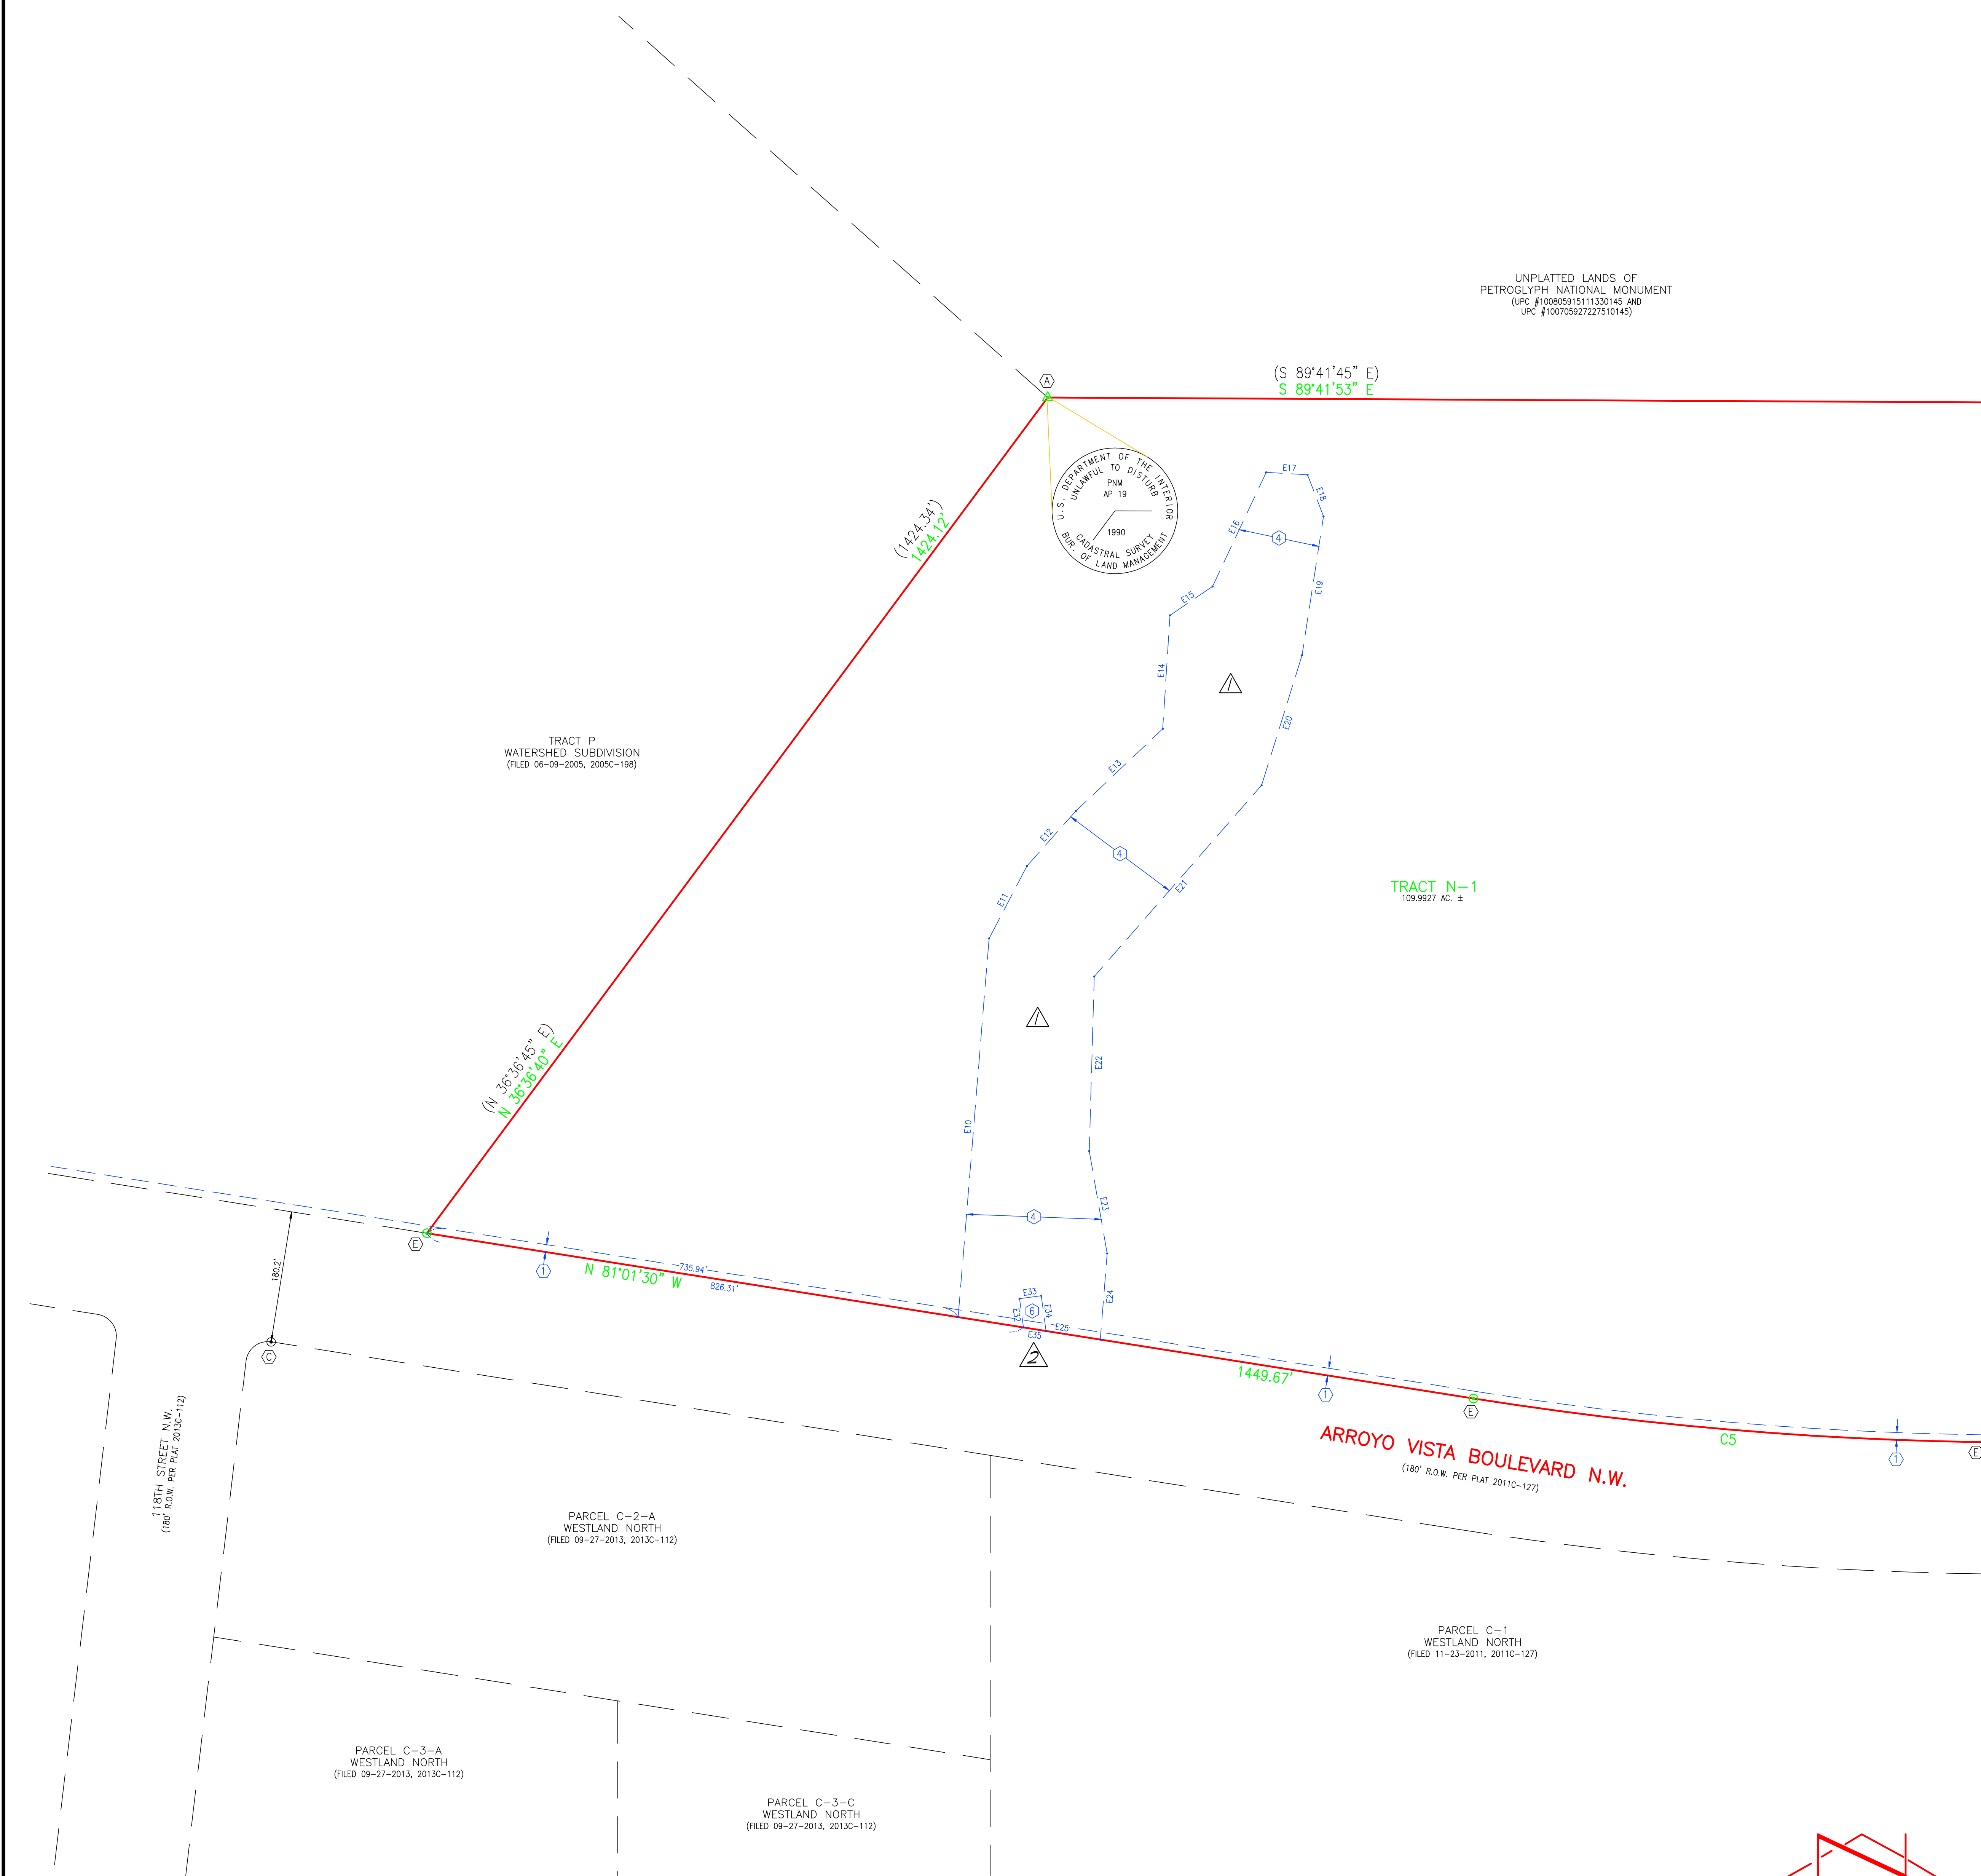 UNPLATTED LANDS OF
PETROGLYPH NATIONAL MONUMENT
(UPC #100805915111330145 AND
UPC #100705927227510145)
(S 89°41'45" E)
S 89°41'53" E
A
U.S. DEPARTMENT OF THE INTERIOR
UNLAWFUL TO DISTURB
PNM
AP 19
1990
CADASTRAL SURVEY
BUR. OF LAND MANAGEMENT
E17
E18
E16
4
E19
(1424.34')
1424.12'
E15
E14
1
E20
TRACT P
WATERSHED SUBDIVISION
(FILED 06-09-2005, 2005C-198)
E13
E12
4
E21
TRACT N-1
109.9927 AC. ±
E11
1
(N 36°36'45" E)
N 36°36'40" E
E22
E10
E23
4
E
180.2'
1
N 81°01'30" W
735.94'
826.31'
E33
E32
6
E34
E24
E25
E35
2
C
1449.67'
1
E
C5
1
E
ARROYO VISTA BOULEVARD N.W.
(180' R.O.W. PER PLAT 2011C-127)
118TH STREET N.W.
(180' R.O.W. PER PLAT 2013C-112)
PARCEL C-2-A
WESTLAND NORTH
(FILED 09-27-2013, 2013C-112)
PARCEL C-1
WESTLAND NORTH
(FILED 11-23-2011, 2011C-127)
PARCEL C-3-A
WESTLAND NORTH
(FILED 09-27-2013, 2013C-112)
PARCEL C-3-C
WESTLAND NORTH
(FILED 09-27-2013, 2013C-112)